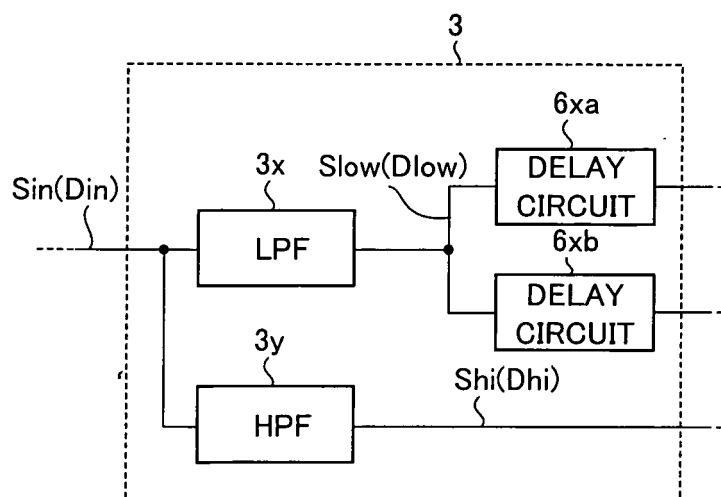 3
6xa
DELAY
CIRCUIT
Slow(Dlow)
Sin(Din)
3x
LPF
6xb
DELAY
CIRCUIT
3y
HPF
Shi(Dhi)